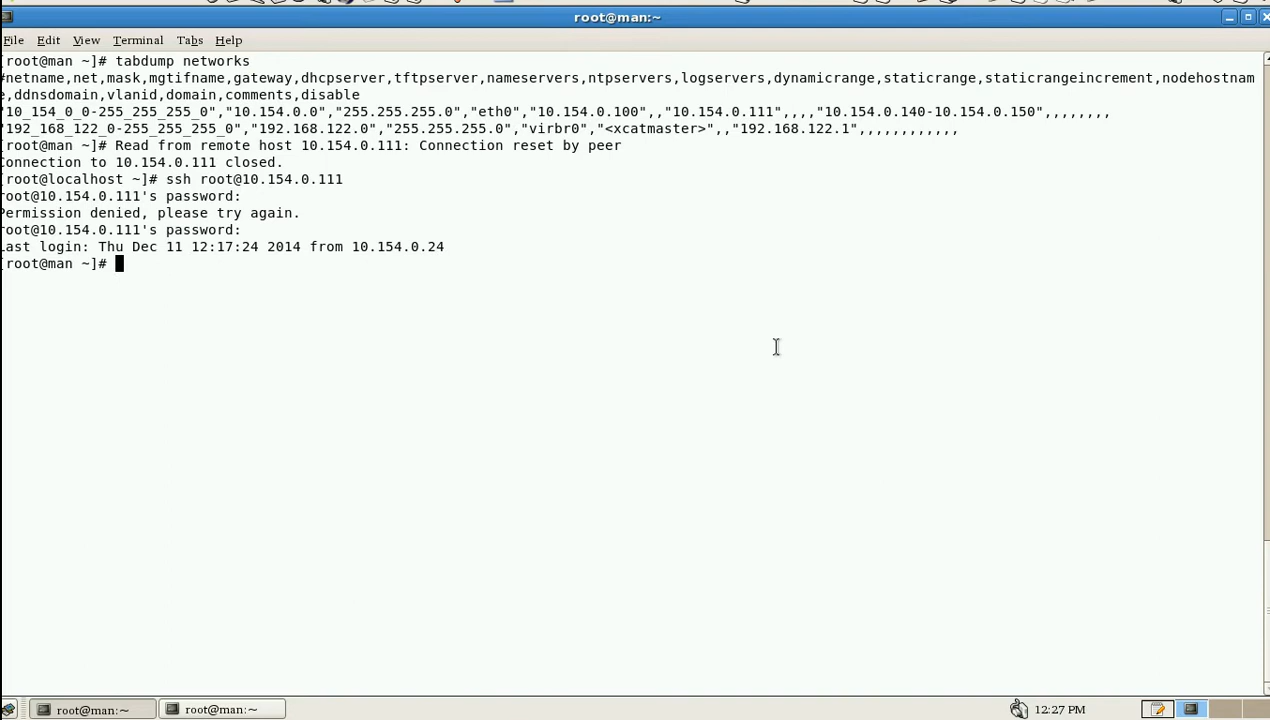 root@man:~
File Edit View Terminal Tabs Help
[root@man ~]# tabdump networks
#netname,net,mask,mgtifname,gateway,dhcpserver,tftpserver,nameservers,ntpservers,logservers,dynamicrange,staticrange,staticrangeincrement,nodehostnam
e,ddnsdomain,vlanid,domain,comments,disable
"10_154_0_0-255_255_255_0","10.154.0.0","255.255.255.0","eth0","10.154.0.100",,"10.154.0.111",,,,"10.154.0.140-10.154.0.150",,,,,,,,
"192_168_122_0-255_255_255_0","192.168.122.0","255.255.255.0","virbr0","<xcatmaster>",,"192.168.122.1",,,,,,,,,,,,
[root@man ~]# Read from remote host 10.154.0.111: Connection reset by peer
Connection to 10.154.0.111 closed.
[root@localhost ~]# ssh root@10.154.0.111
root@10.154.0.111's password:
Permission denied, please try again.
root@10.154.0.111's password:
Last login: Thu Dec 11 12:17:24 2014 from 10.154.0.24
[root@man ~]#
root@man:~ root@man:~ 12:27 PM